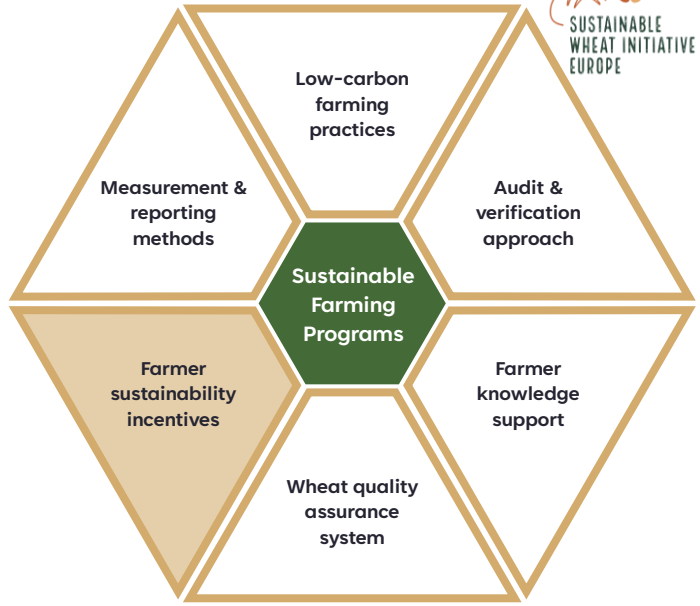 SUSTAINABLE
WHEAT INITIATIVE
EUROPE
Low-carbon
farming
practices
Measurement &
reporting
methods
Audit &
verification
approach
Sustainable
Farming
Programs
Farmer
sustainability
incentives
Farmer
knowledge
support
Wheat quality
assurance
system